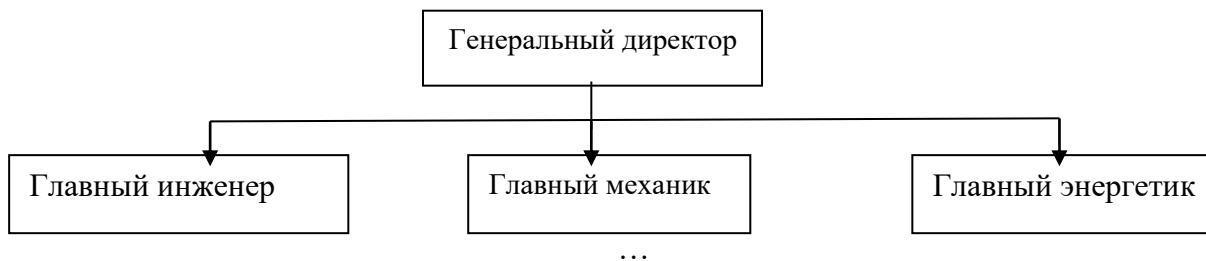 Генеральный директор
Главный инженер
Главный механик
Главный энергетик
…